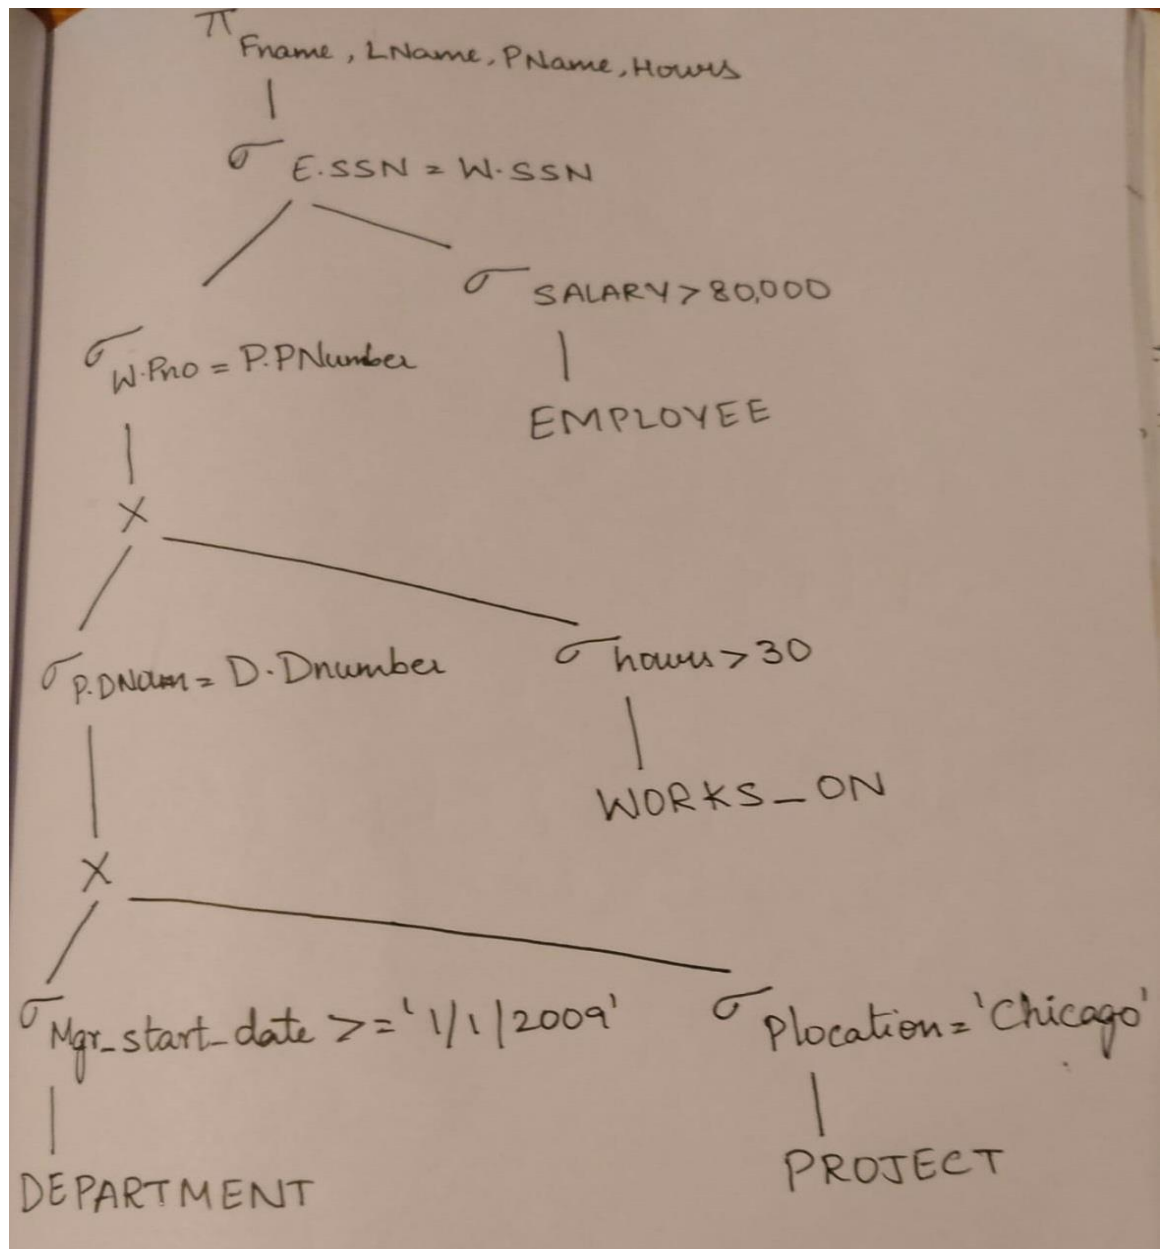 π Fname, LName, PName, Hours
σ E.SSN = W.SSN
σ SALARY > 80,000
σ W.Pno = P.PNumber
EMPLOYEE
X
σ P.DNum = D.Dnumber
σ hours > 30
WORKS_ON
X
σ Mgr_start_date >= '1/1/2009'
σ Plocation = 'Chicago'
DEPARTMENT
PROJECT